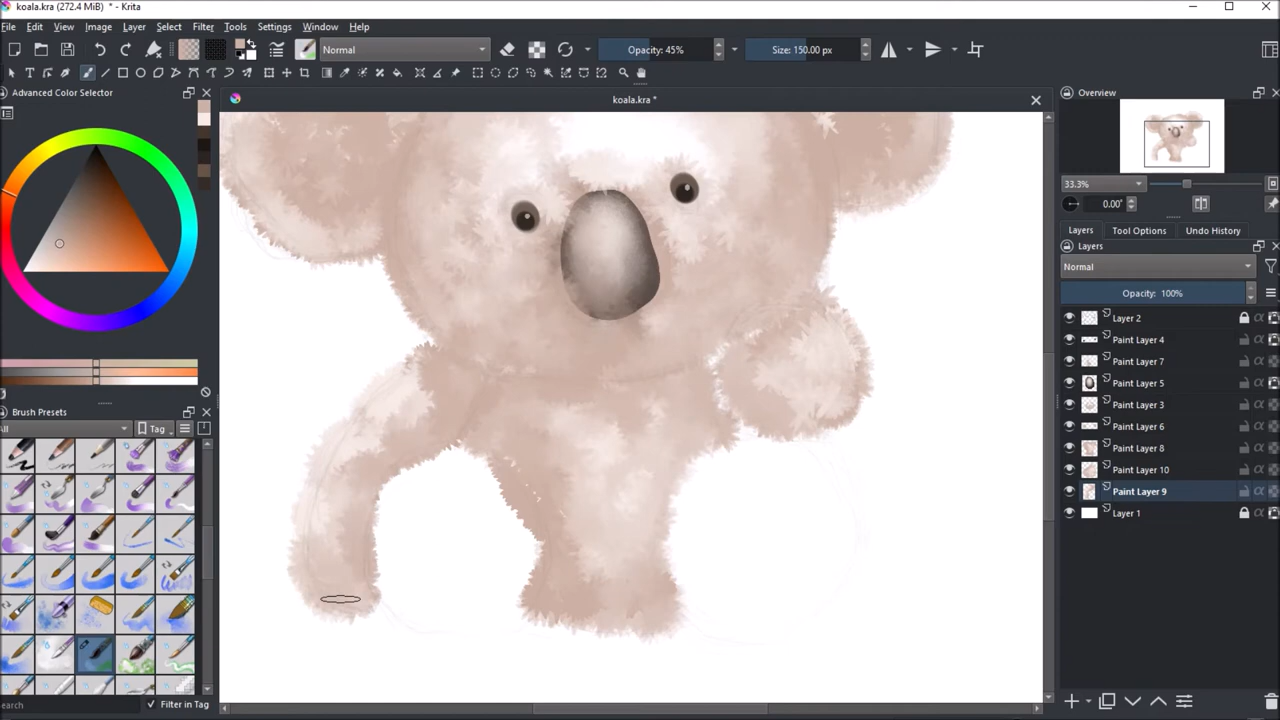 koala.kra (272.4 MiB) * - Krita
File Edit View Image Layer Select Filter Tools Settings Window Help
Normal Opacity: 45% Size: 150.00 px
Advanced Color Selector
koala.kra *
Overview
33.3%
0.00°
Layers Tool Options Undo History
Layers
Normal
Opacity: 100%
Layer 2
Paint Layer 4
Paint Layer 7
Paint Layer 5
Paint Layer 3
Paint Layer 6
Paint Layer 8
Paint Layer 10
Paint Layer 9
Layer 1
Brush Presets
All Tag
earch Filter in Tag